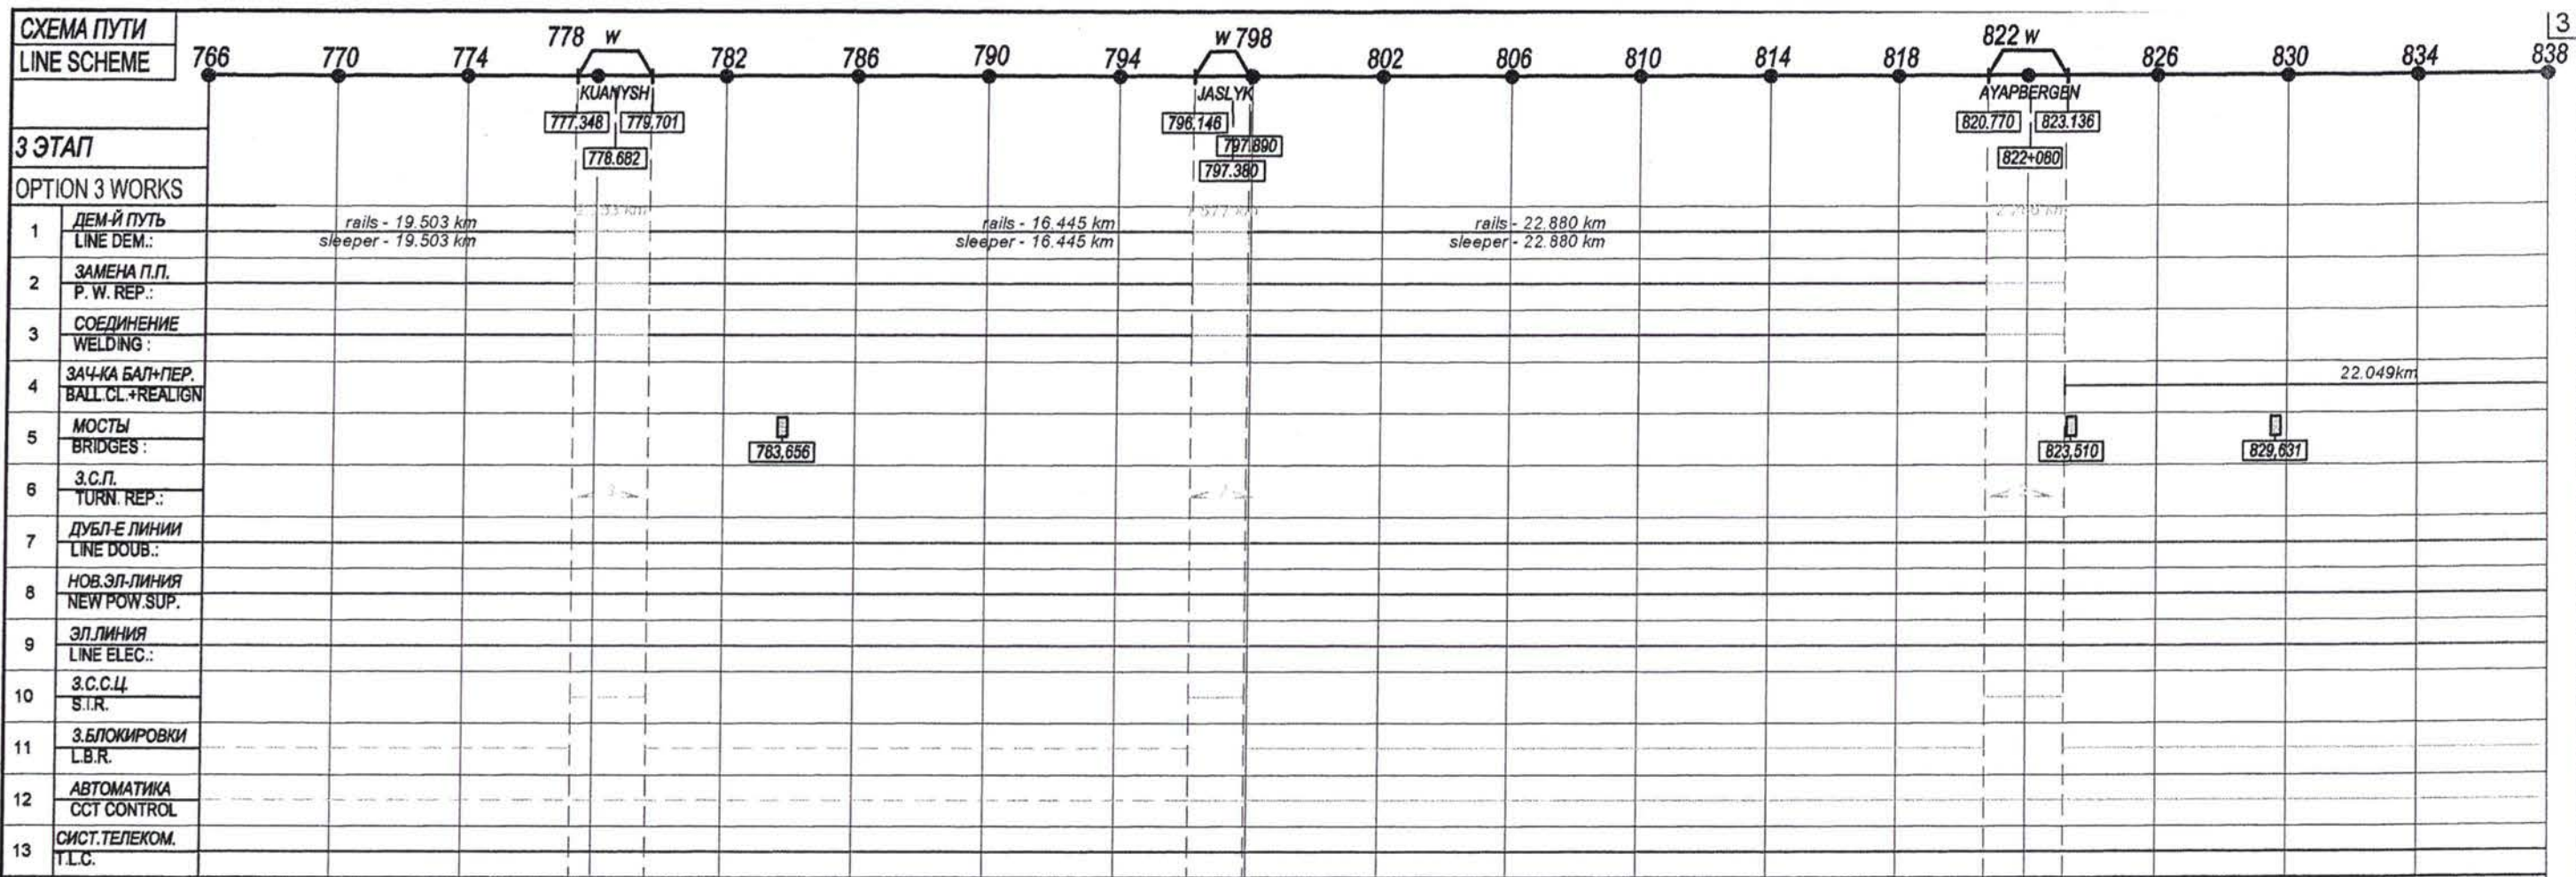 СХЕМА ПУТИ
LINE SCHEME
3
766 770 774 778 W 782 786 790 794 W 798 802 806 810 814 818 822 W 826 830 834 838
KUANYSH JASLYK AYAPBERGEN
777,348 779,701 796,146 820.770 823.136
797.890
778.682 797.380 822+080
3 ЭТАП
OPTION 3 WORKS
1 ДЕМ-Й ПУТЬ
LINE DEM.:
rails - 19.503 km rails - 16.445 km rails - 22.880 km
sleeper - 19.503 km sleeper - 16.445 km sleeper - 22.880 km
2 ЗАМЕНА П.П.
P. W. REP.:
3 СОЕДИНЕНИЕ
WELDING :
4 ЗАЧ-КА БАЛ+ПЕР.
BALL.CL.+REALIGN
22.049km
5 МОСТЫ
BRIDGES :
783,656 823,510 829,631
6 З.С.П.
TURN. REP.:
7 ДУБЛ-Е ЛИНИИ
LINE DOUB.:
8 НОВ.ЭЛ-ЛИНИЯ
NEW POW.SUP.
9 ЭЛ.ЛИНИЯ
LINE ELEC.:
10 З.С.С.Ц.
S.I.R.
11 З.БЛОКИРОВКИ
L.B.R.
12 АВТОМАТИКА
CCT CONTROL
13 СИСТ.ТЕЛЕКОМ.
T.L.C.